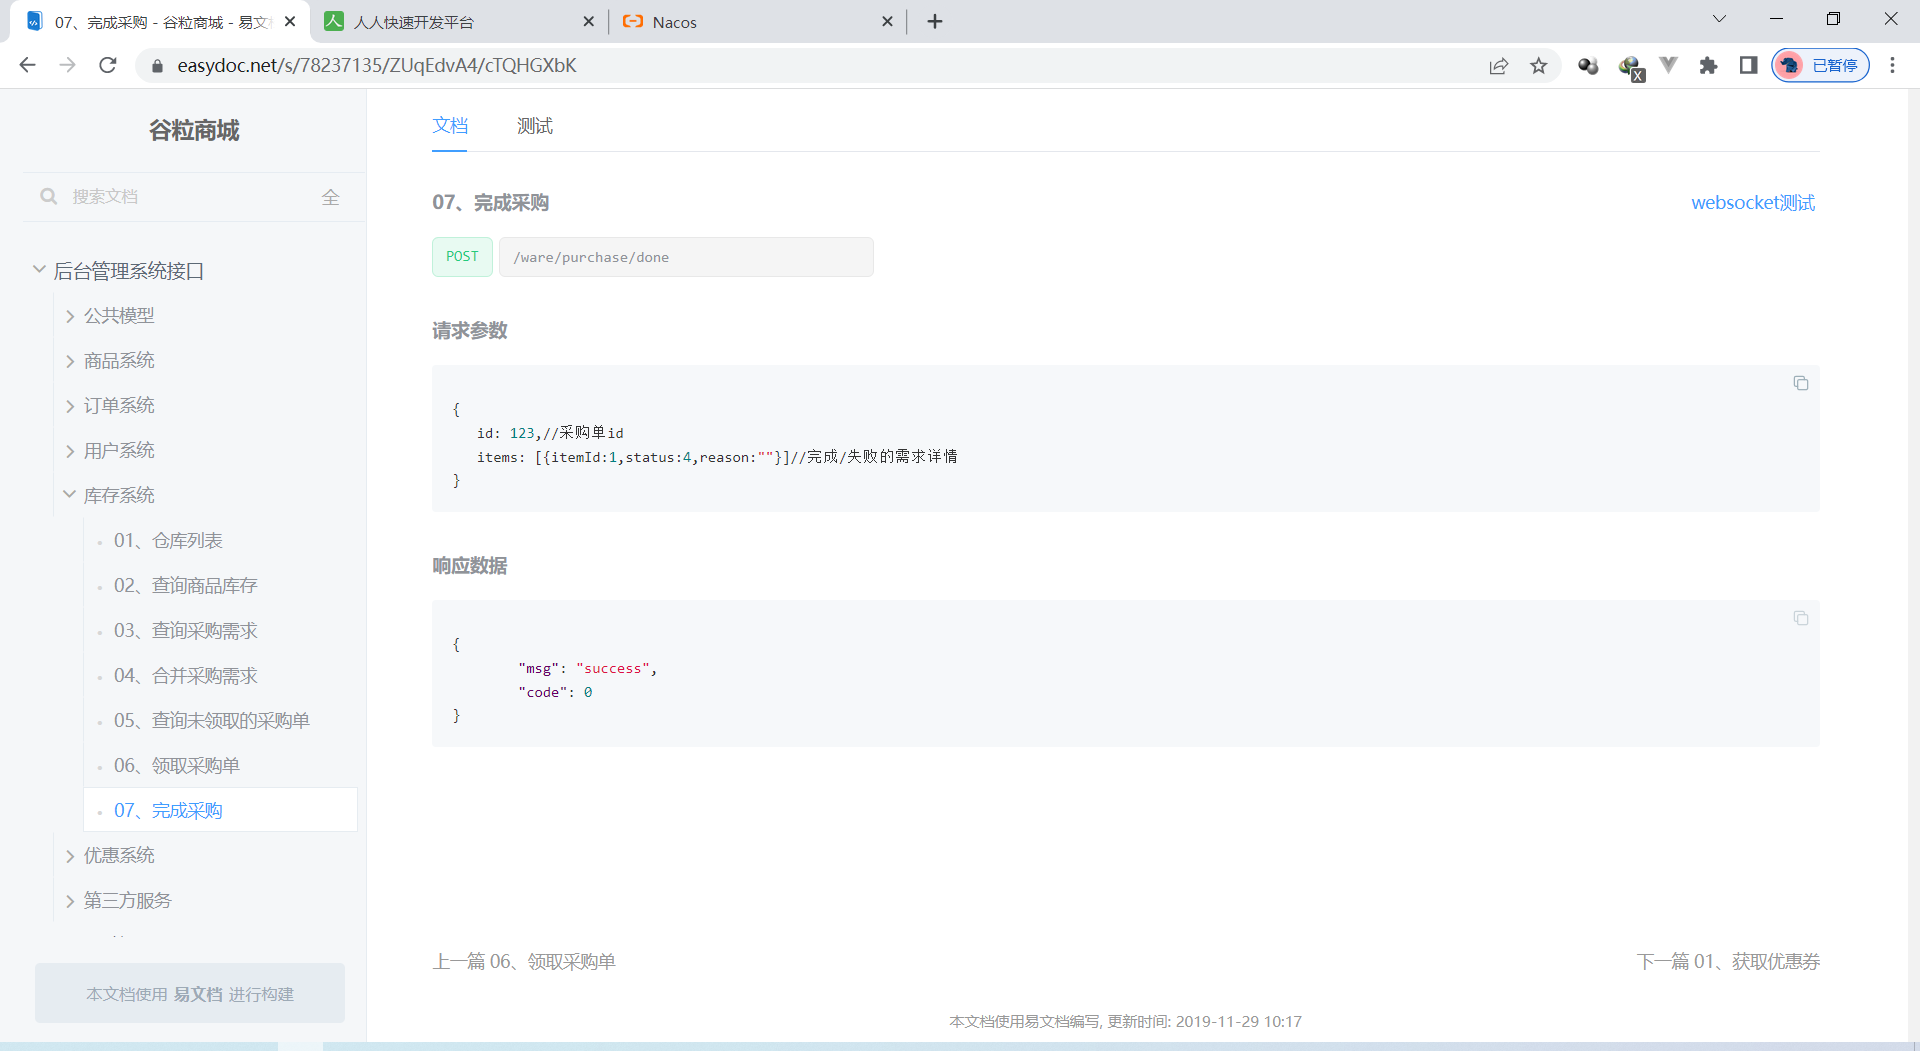 07、完成采购 - 谷粒商城 - 易文
人人快速开发平台
Nacos
easydoc.net/s/78237135/ZUqEdvA4/cTQHGXbK
已暂停
谷粒商城
搜索文档
全
后台管理系统接口
公共模型
商品系统
订单系统
用户系统
库存系统
01、仓库列表
02、查询商品库存
03、查询采购需求
04、合并采购需求
05、查询未领取的采购单
06、领取采购单
07、完成采购
优惠系统
第三方服务
本文档使用 易文档 进行构建
文档 测试
07、完成采购
websocket测试
POST /ware/purchase/done
请求参数
{
id: 123,//采购单id
items: [{itemId:1,status:4,reason:""}]//完成/失败的需求详情
}
响应数据
{
"msg": "success",
"code": 0
}
上一篇 06、领取采购单
下一篇 01、获取优惠券
本文档使用易文档编写, 更新时间: 2019-11-29 10:17